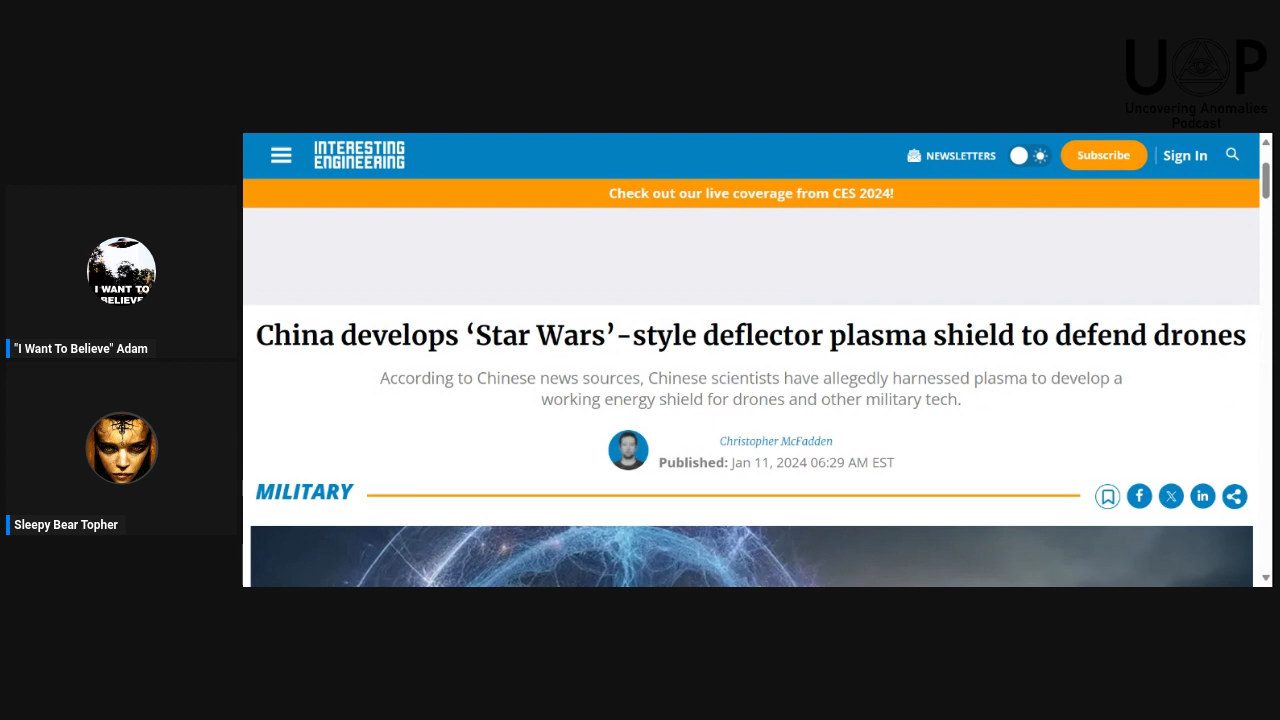 U P
Uncovering Anomalies
Podcast
INTERESTING
ENGINEERING
NEWSLETTERS
Subscribe
Sign In
Check out our live coverage from CES 2024!
China develops ‘Star Wars’-style deflector plasma shield to defend drones
According to Chinese news sources, Chinese scientists have allegedly harnessed plasma to develop a
working energy shield for drones and other military tech.
Christopher McFadden
Published: Jan 11, 2024 06:29 AM EST
MILITARY
I WANT TO
BELIEVE
"I Want To Believe" Adam
Sleepy Bear Topher